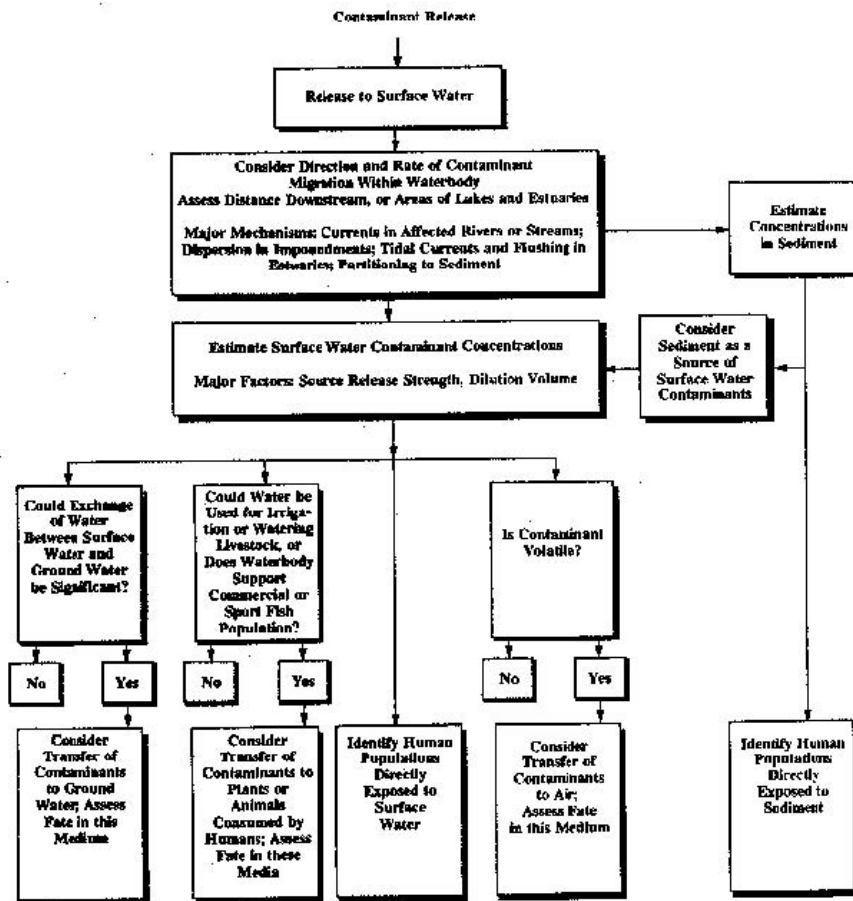 Contaminant Release
Release to Surface Water
Consider Direction and Rate of Contaminant
Migration Within Waterbody
Assess Distance Downstream, or Areas of Lakes and Estuaries
Major Mechanisms: Currents in Affected Rivers or Streams;
Dispersion in Impoundments; Tidal Currents and Flushing in
Estuaries; Partitioning to Sediment
Estimate
Concentrations
in Sediment
Estimate Surface Water Contaminant Concentrations
Major Factors: Source Release Strength, Dilution Volume
Consider
Sediment as a
Source of
Surface Water
Contaminants
Could Exchange
of Water
Between Surface
Water and
Ground Water
be Significant?
Could Water be
Used for Irriga-
tion or Watering
Livestock, or
Does Waterbody
Support
Commercial or
Sport Fish
Population?
Is Contaminant
Volatile?
No
Yes
No
Yes
No
Yes
Consider
Transfer of
Contaminants
to Ground
Water; Assess
Fate in this
Medium
Consider
Transfer of
Contaminants to
Plants or
Animals
Consumed by
Humans; Assess
Fate in these
Media
Identify Human
Populations
Directly
Exposed to
Surface
Water
Consider
Transfer of
Contaminants
to Air;
Assess Fate
in this Medium
Identify Human
Populations
Directly
Exposed to
Sediment